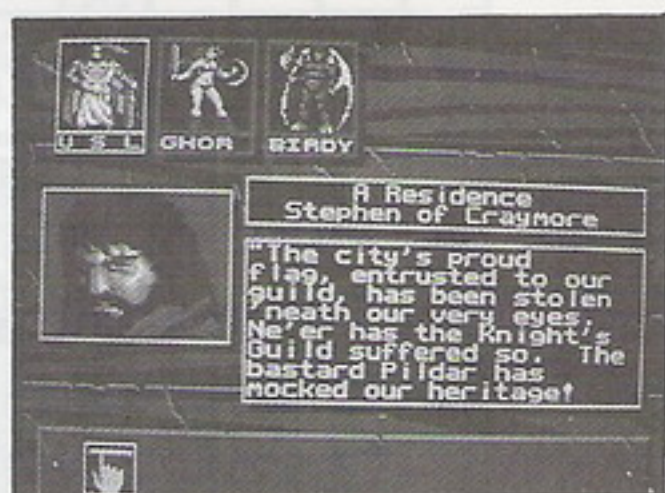 U S L GHOR BIRDY
A Residence
Stephen of Craymore
"The city's proud
flag, entrusted to our
guild, has been stolen
'neath our very eyes.
Ne'er has the Knight's
Guild suffered so. The
bastard Pildar has
mocked our heritage!